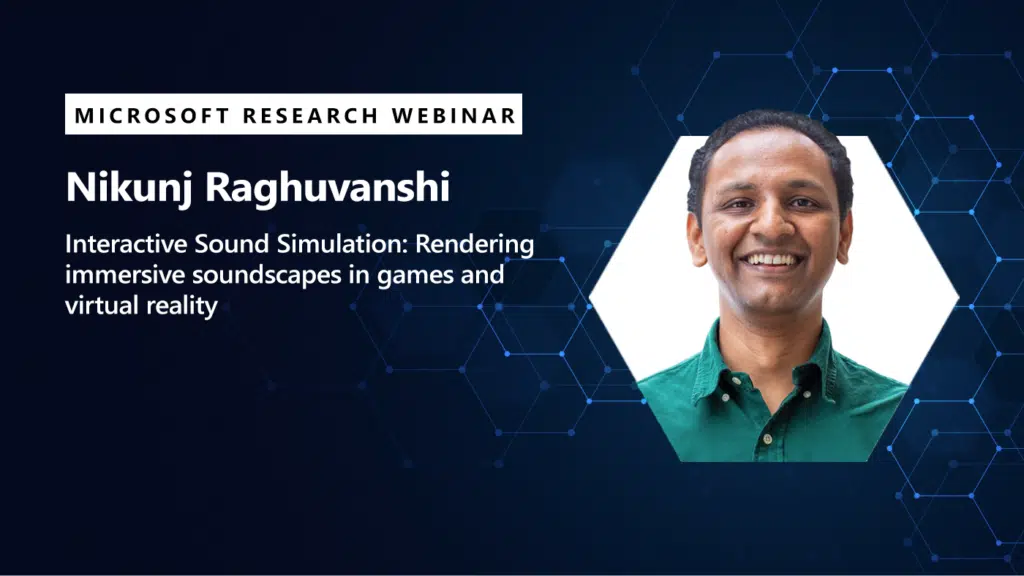 MICROSOFT RESEARCH WEBINAR
Nikunj Raghuvanshi
Interactive Sound Simulation: Rendering
immersive soundscapes in games and
virtual reality